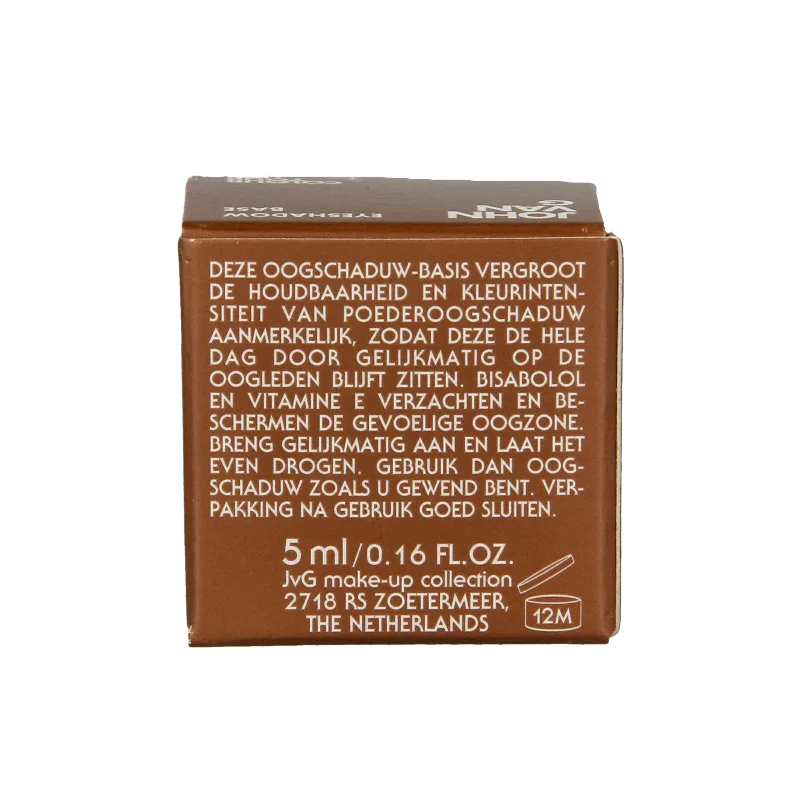 JOHN
VAN
G
EYESHADOW
BASE
COLOUR
DEZE OOGSCHADUW-BASIS VERGROOT
DE HOUDBAARHEID EN KLEURINTEN-
SITEIT VAN POEDEROOGSCHADUW
AANMERKELIJK, ZODAT DEZE DE HELE
DAG DOOR GELIJKMATIG OP DE
OOGLEDEN BLIJFT ZITTEN. BISABOLOL
EN VITAMINE E VERZACHTEN EN BE-
SCHERMEN DE GEVOELIGE OOGZONE.
BRENG GELIJKMATIG AAN EN LAAT HET
EVEN DROGEN. GEBRUIK DAN OOG-
SCHADUW ZOALS U GEWEND BENT. VER-
PAKKING NA GEBRUIK GOED SLUITEN.
5 ml/0.16 FL.OZ.
JvG make-up collection
2718 RS ZOETERMEER,
THE NETHERLANDS
12M